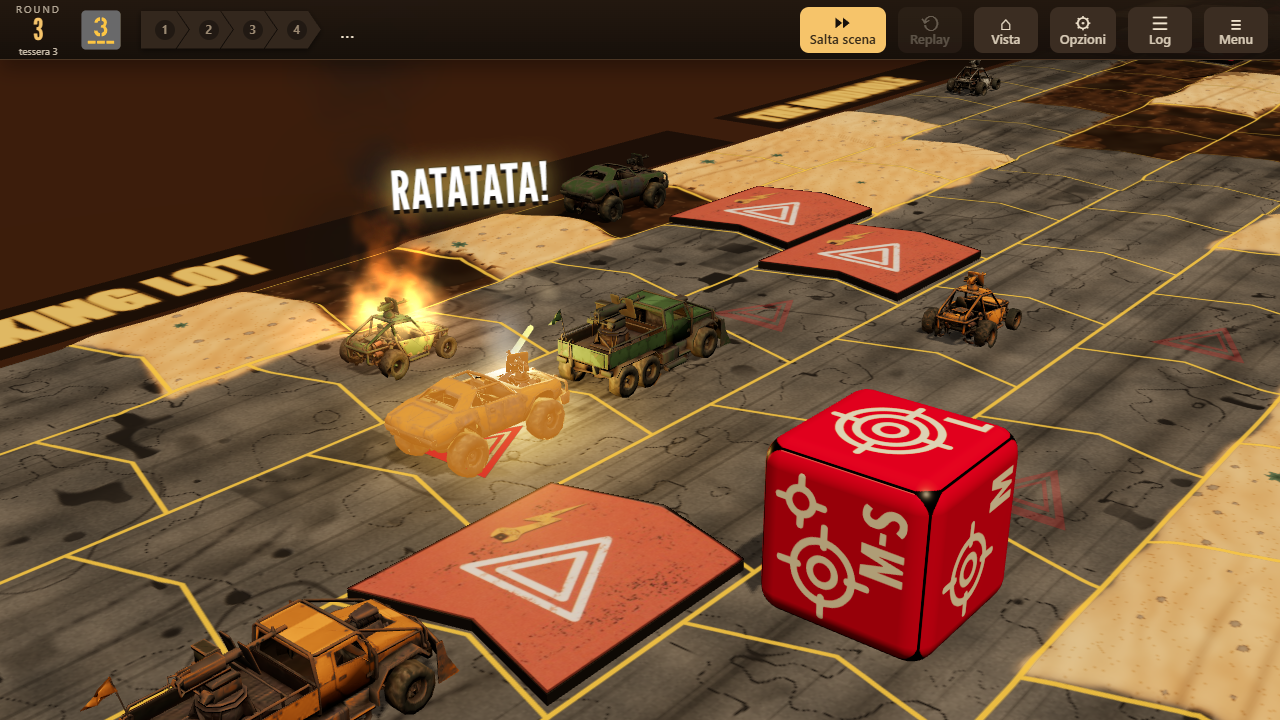 ROUND
3
tessera 3
3
1 2 3 4 ...
Salta scena
Replay
Vista
Opzioni
Log
Menu
RATATATA!
KING LOT
L
M-S
M